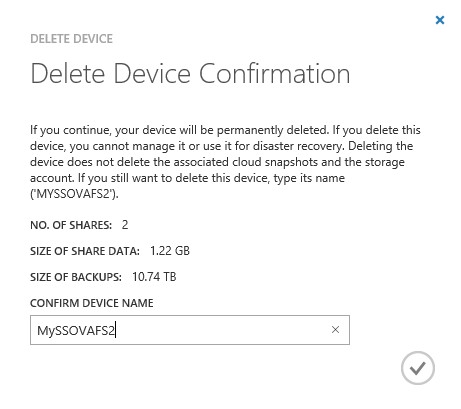 DELETE DEVICE
Delete Device Confirmation
If you continue, your device will be permanently deleted. If you delete this
device, you cannot manage it or use it for disaster recovery. Deleting the
device does not delete the associated cloud snapshots and the storage
account. If you still want to delete this device, type its name
('MYSSOVAFS2').
NO. OF SHARES: 2
SIZE OF SHARE DATA: 1.22 GB
SIZE OF BACKUPS: 10.74 TB
CONFIRM DEVICE NAME
MySSOVAFS2